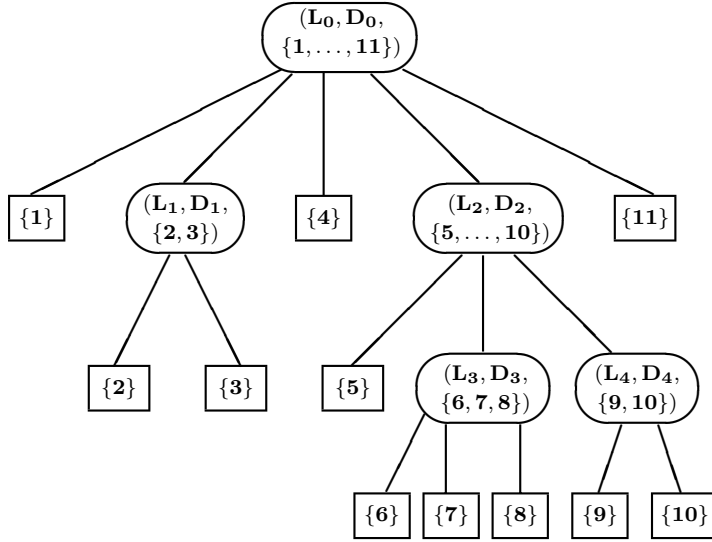 (L₀, D₀,
{1, . . . , 11})
{1}
(L₁, D₁,
{2, 3})
{4}
(L₂, D₂,
{5, . . . , 10})
{11}
{2}
{3}
{5}
(L₃, D₃,
{6, 7, 8})
(L₄, D₄,
{9, 10})
{6}
{7}
{8}
{9}
{10}